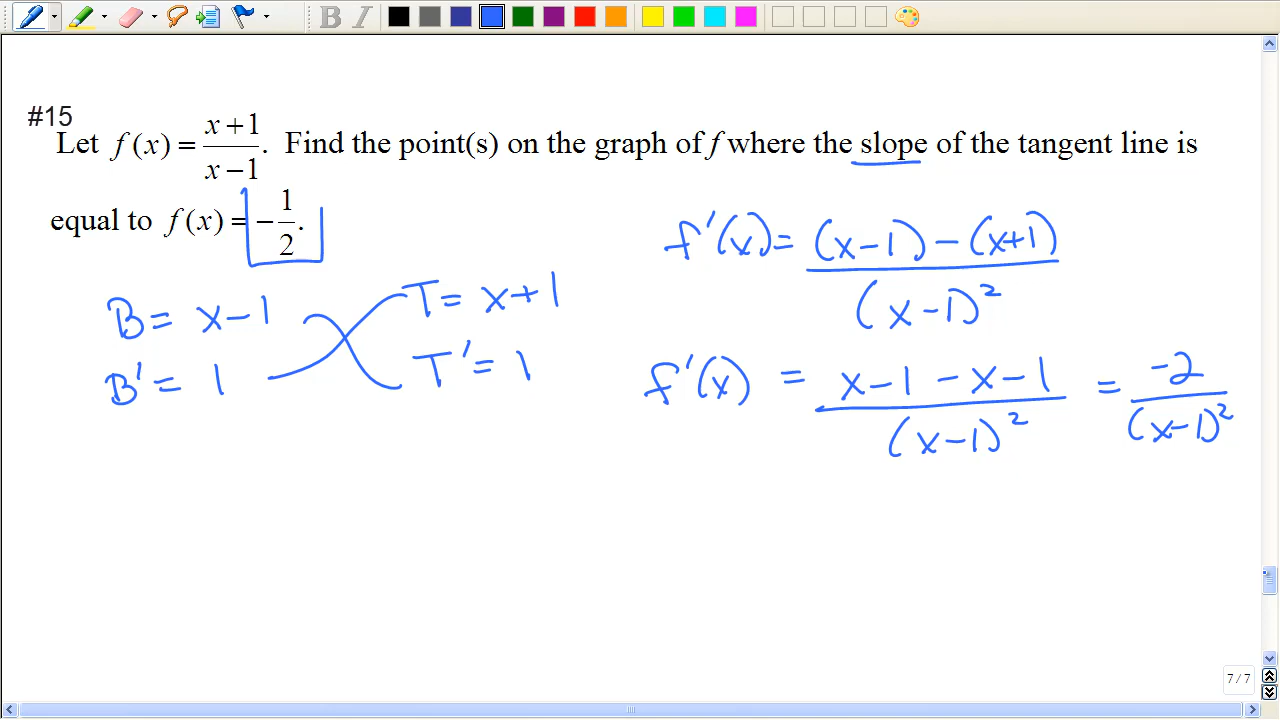 B I
#15
Let f(x) = (x+1)/(x−1). Find the point(s) on the graph of f where the slope of the tangent line is
equal to f(x) = −1/2.
f'(x) = ((x−1) − (x+1))/(x−1)²
B = x−1 T = x+1
B' = 1 T' = 1
f'(x) = (x−1−x−1)/(x−1)² = −2/(x−1)²
7/7